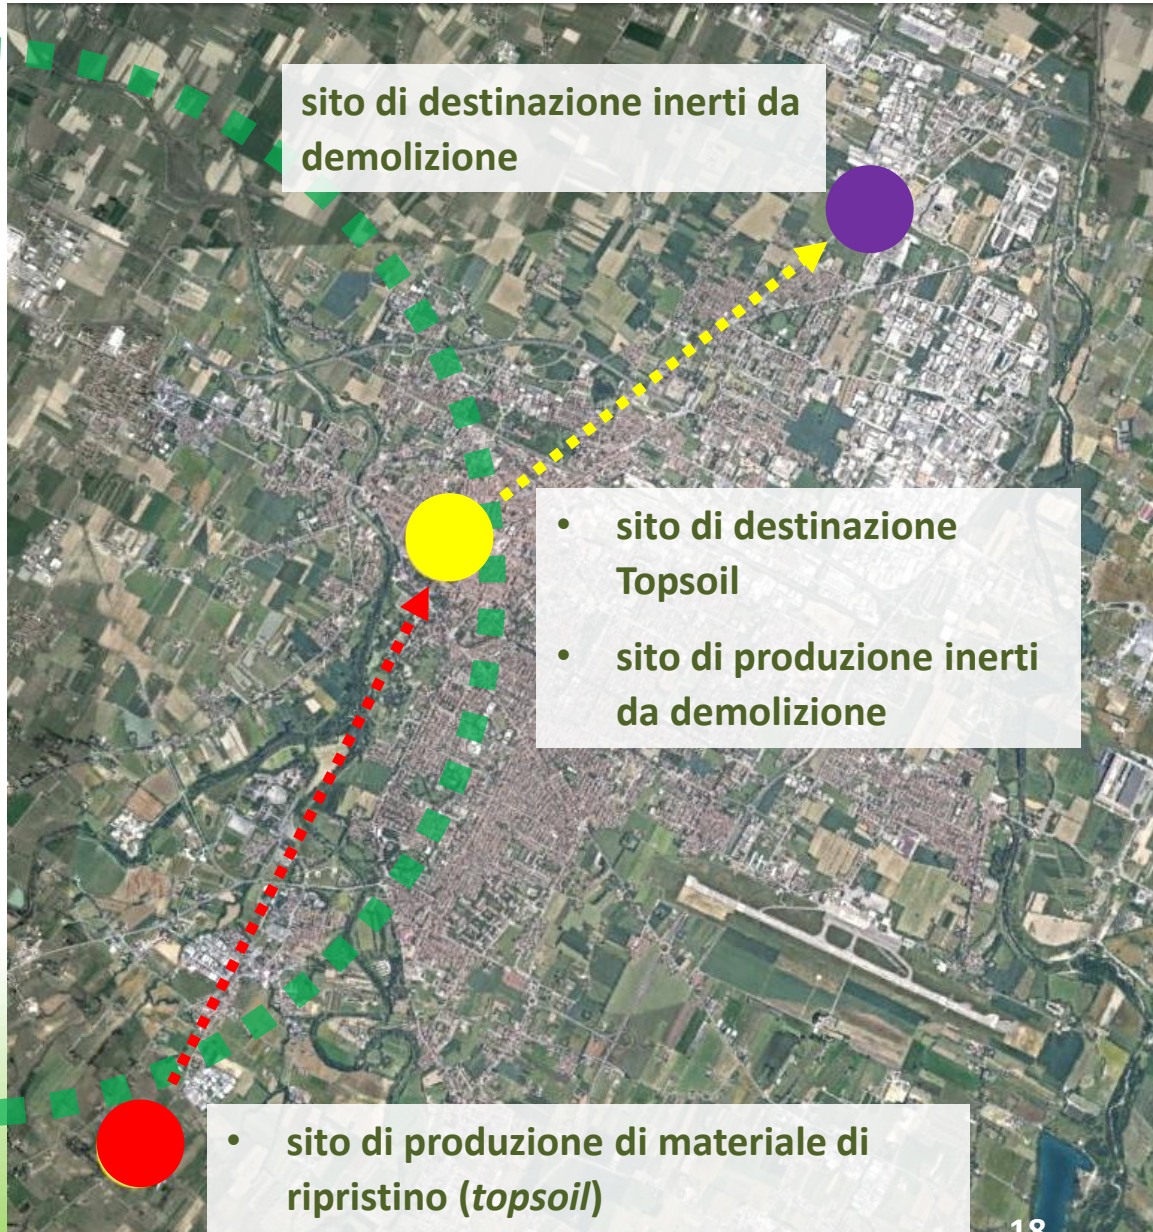 sito di destinazione inerti da
demolizione
• sito di destinazione
Topsoil
• sito di produzione inerti
da demolizione
• sito di produzione di materiale di
ripristino (topsoil)
18